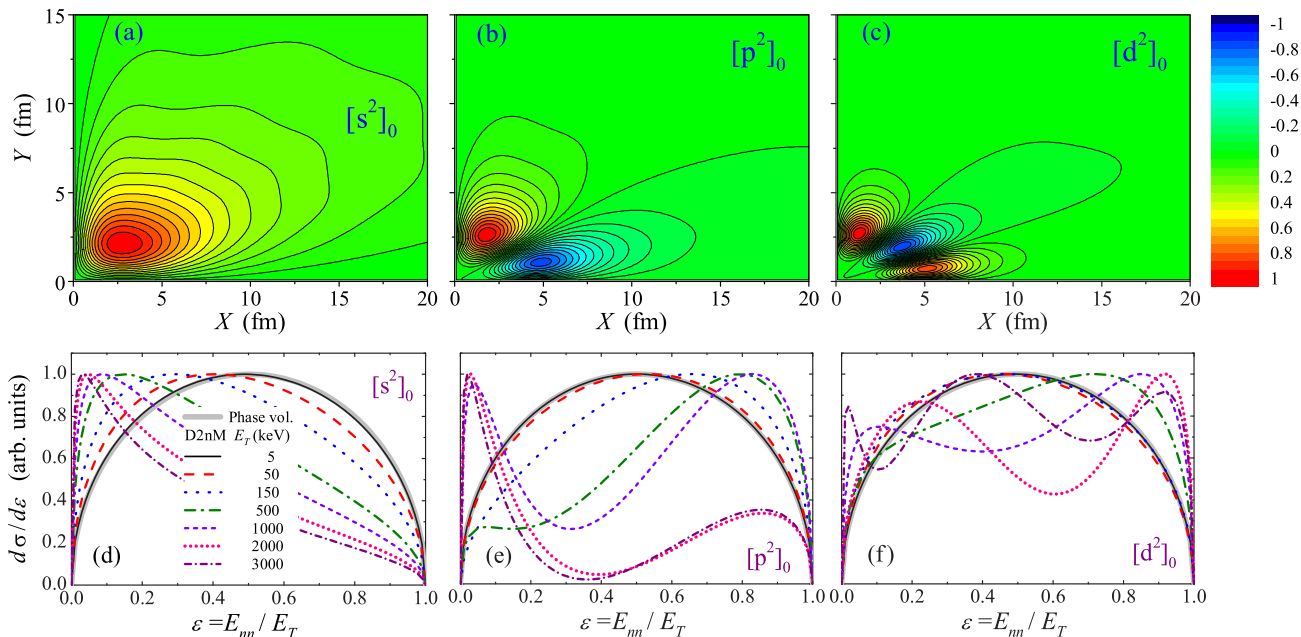 (a)
[s²]₀
(b)
[p²]₀
(c)
[d²]₀
15
10
5
0
Y (fm)
0 5 10 15 20
X (fm)
0 5 10 15 20
X (fm)
0 5 10 15 20
X (fm)
-1
-0.8
-0.6
-0.4
-0.2
0
0.2
0.4
0.6
0.8
1
dσ/dε (arb. units)
1.0
0.8
0.6
0.4
0.2
0.0
[s²]₀
Phase vol.
D2nM E_T (keV)
5
50
150
500
1000
2000
3000
(d)
(e)
[p²]₀
(f)
[d²]₀
0.0 0.2 0.4 0.6 0.8 1.0
ε = E_nn / E_T
0.0 0.2 0.4 0.6 0.8 1.0
ε = E_nn / E_T
0.0 0.2 0.4 0.6 0.8 1.0
ε = E_nn / E_T